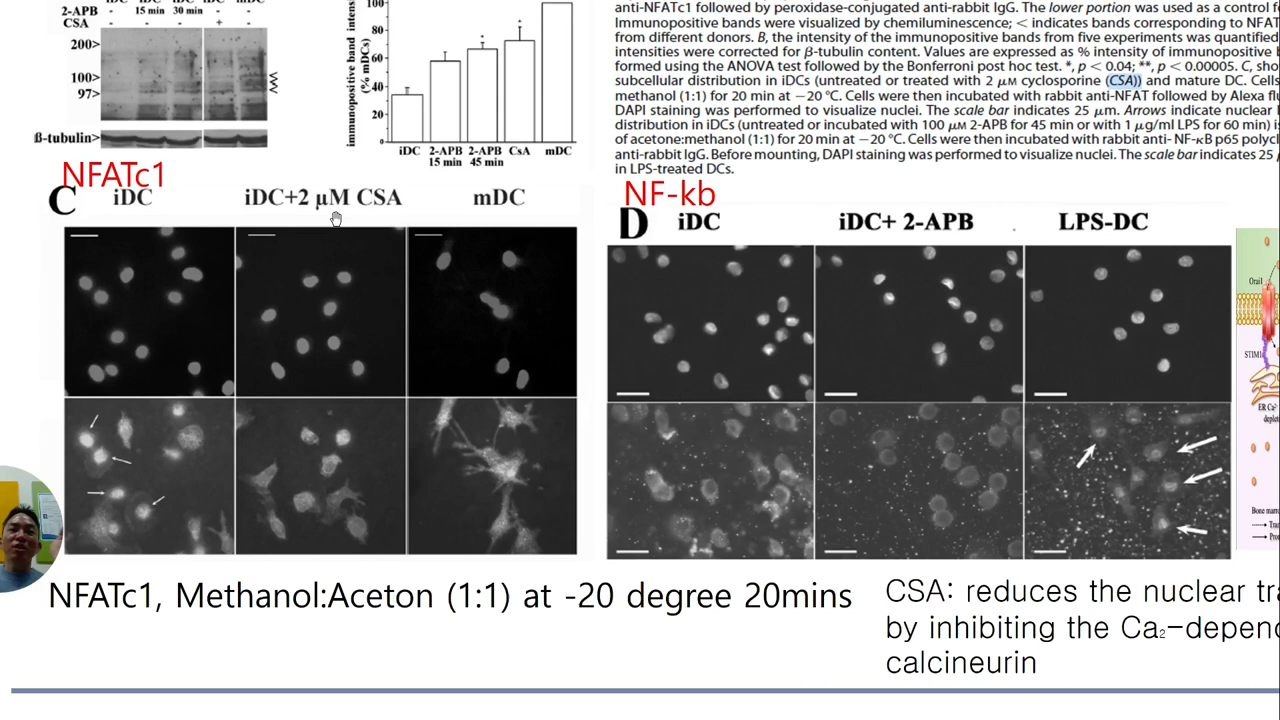 iDC iDC iDC iDC mDC
2-APB - 15 min 30 min - -
CSA - - - + -
200>
100>
97>
ß-tubulin>
immunopositive band intensity
(% mDCs)
100
80
60
40
20
0
*
*
iDC 2-APB 2-APB CsA mDC
15 min 45 min
anti-NFATc1 followed by peroxidase-conjugated anti-rabbit IgG. The lower portion was used as a control f
Immunopositive bands were visualized by chemiluminescence; < indicates bands corresponding to NFAT
from different donors. B, the intensity of the immunopositive bands from five experiments was quantified
intensities were corrected for β-tubulin content. Values are expressed as % intensity of immunopositive b
formed using the ANOVA test followed by the Bonferroni post hoc test. *, p < 0.04; **, p < 0.00005. C, sho
subcellular distribution in iDCs (untreated or treated with 2 μM cyclosporine (CSA)) and mature DC. Cells
methanol (1:1) for 20 min at −20 °C. Cells were then incubated with rabbit anti-NFAT followed by Alexa flu
DAPI staining was performed to visualize nuclei. The scale bar indicates 25 μm. Arrows indicate nuclear l
distribution in iDCs (untreated or incubated with 100 μM 2-APB for 45 min or with 1 μg/ml LPS for 60 min) i
of acetone:methanol (1:1) for 20 min at −20 °C. Cells were then incubated with rabbit anti- NF-κB p65 polycl
anti-rabbit IgG. Before mounting, DAPI staining was performed to visualize nuclei. The scale bar indicates 25
in LPS-treated DCs.
NFATc1
C iDC iDC+2 µM CSA mDC
NF-kb
D iDC iDC+ 2-APB LPS-DC
Orai1
STIM1
ER Ca²⁺
Bone marr
NFATc1, Methanol:Aceton (1:1) at -20 degree 20mins
CSA: reduces the nuclear tra
by inhibiting the Ca₂-depend
calcineurin